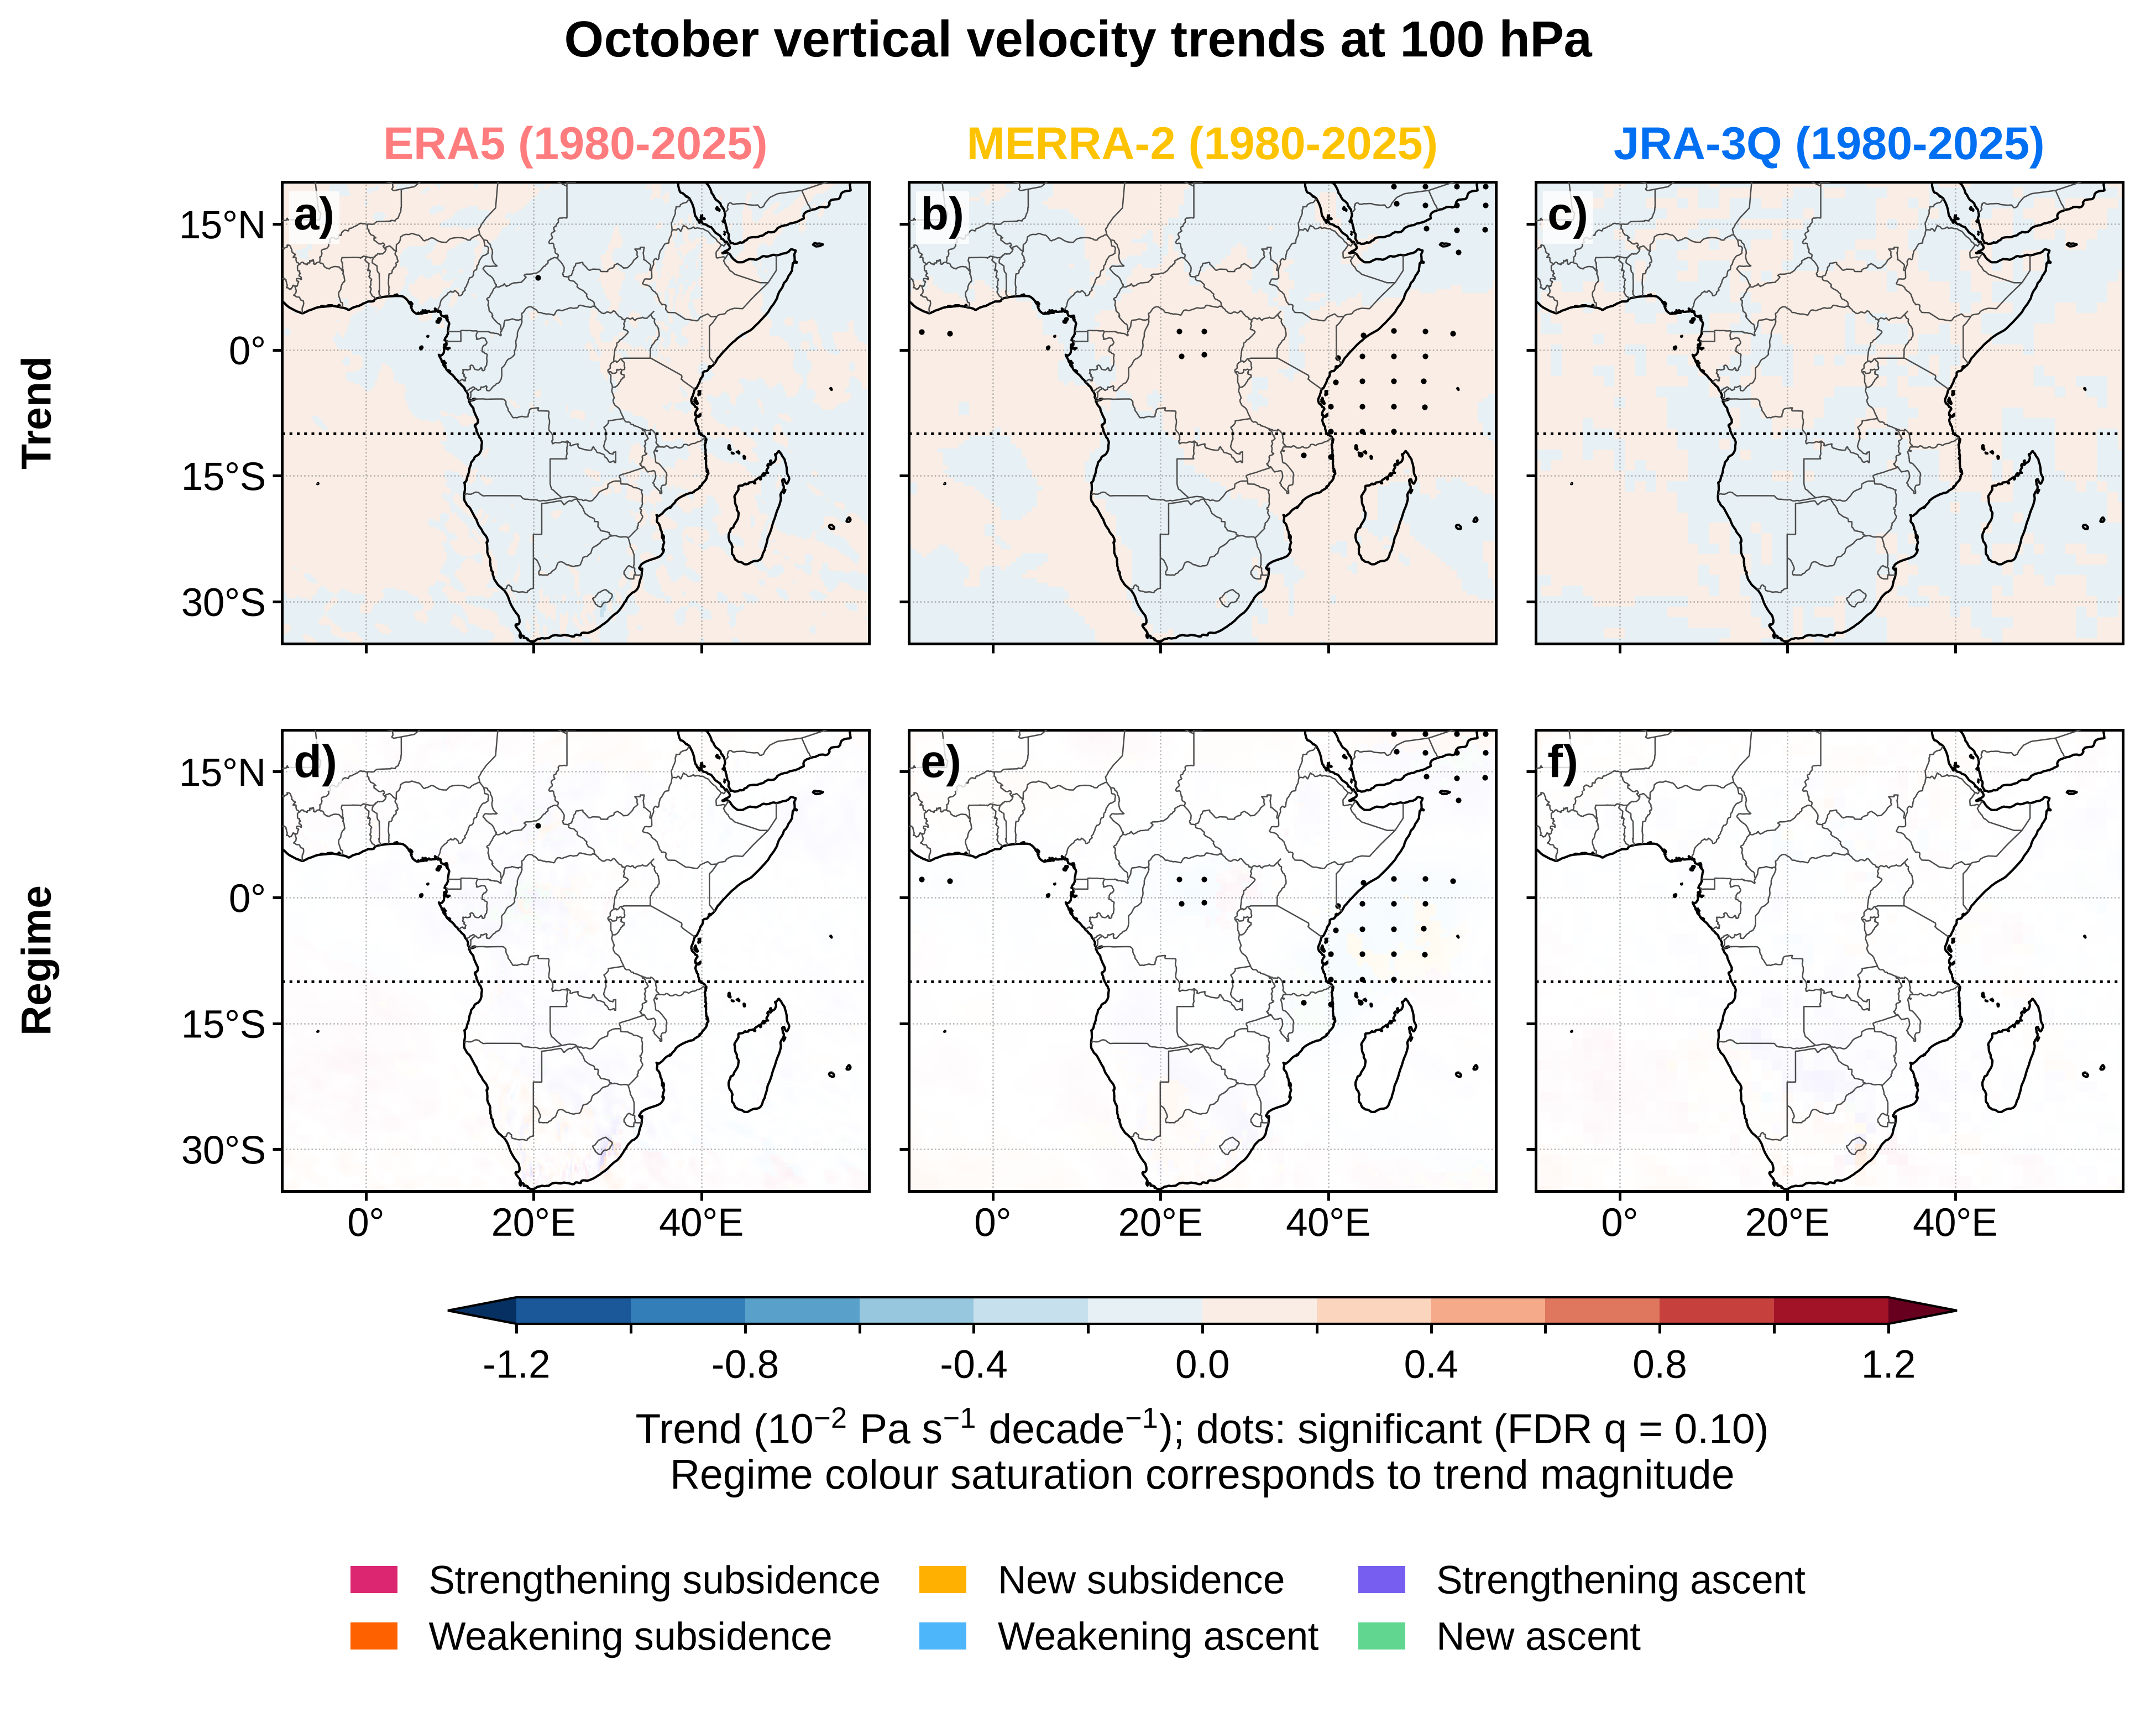 October vertical velocity trends at 100 hPa
ERA5 (1980-2025)
MERRA-2 (1980-2025)
JRA-3Q (1980-2025)
Trend
a)
b)
c)
15°N
0°
15°S
30°S
Regime
d)
e)
f)
15°N
0°
15°S
30°S
0° 20°E 40°E
0° 20°E 40°E
0° 20°E 40°E
-1.2 -0.8 -0.4 0.0 0.4 0.8 1.2
Trend (10⁻² Pa s⁻¹ decade⁻¹); dots: significant (FDR q = 0.10)
Regime colour saturation corresponds to trend magnitude
Strengthening subsidence
New subsidence
Strengthening ascent
Weakening subsidence
Weakening ascent
New ascent